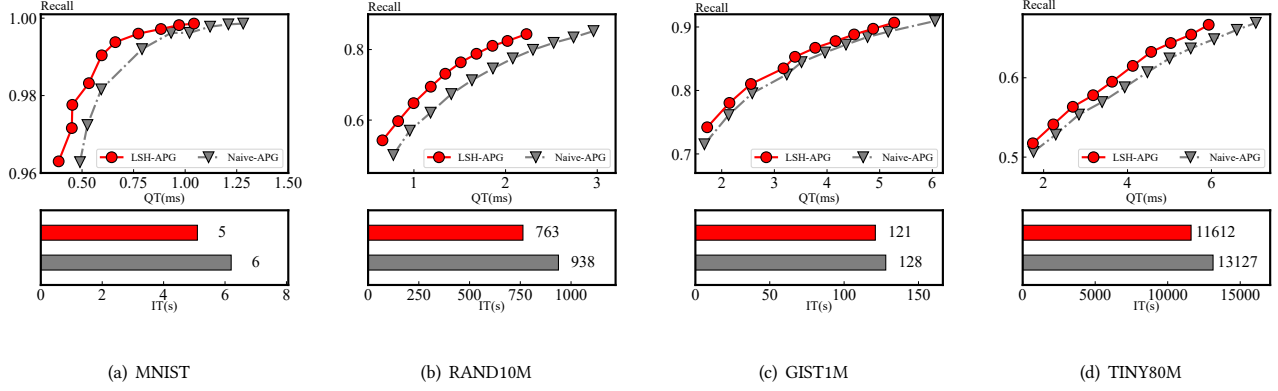 Recall
1.00
0.98
0.96
LSH-APG
Naive-APG
0.50
0.75
1.00
1.25
1.50
QT(ms)
5
6
0
2
4
6
8
IT(s)
(a) MNIST
Recall
0.8
0.6
LSH-APG
Naive-APG
1
2
3
QT(ms)
763
938
0
250
500
750
1000
IT(s)
(b) RAND10M
Recall
0.9
0.8
0.7
LSH-APG
Naive-APG
2
3
4
5
6
QT(ms)
121
128
0
50
100
150
IT(s)
(c) GIST1M
Recall
0.6
0.5
LSH-APG
Naive-APG
2
4
6
QT(ms)
11612
13127
0
5000
10000
15000
IT(s)
(d) TINY80M